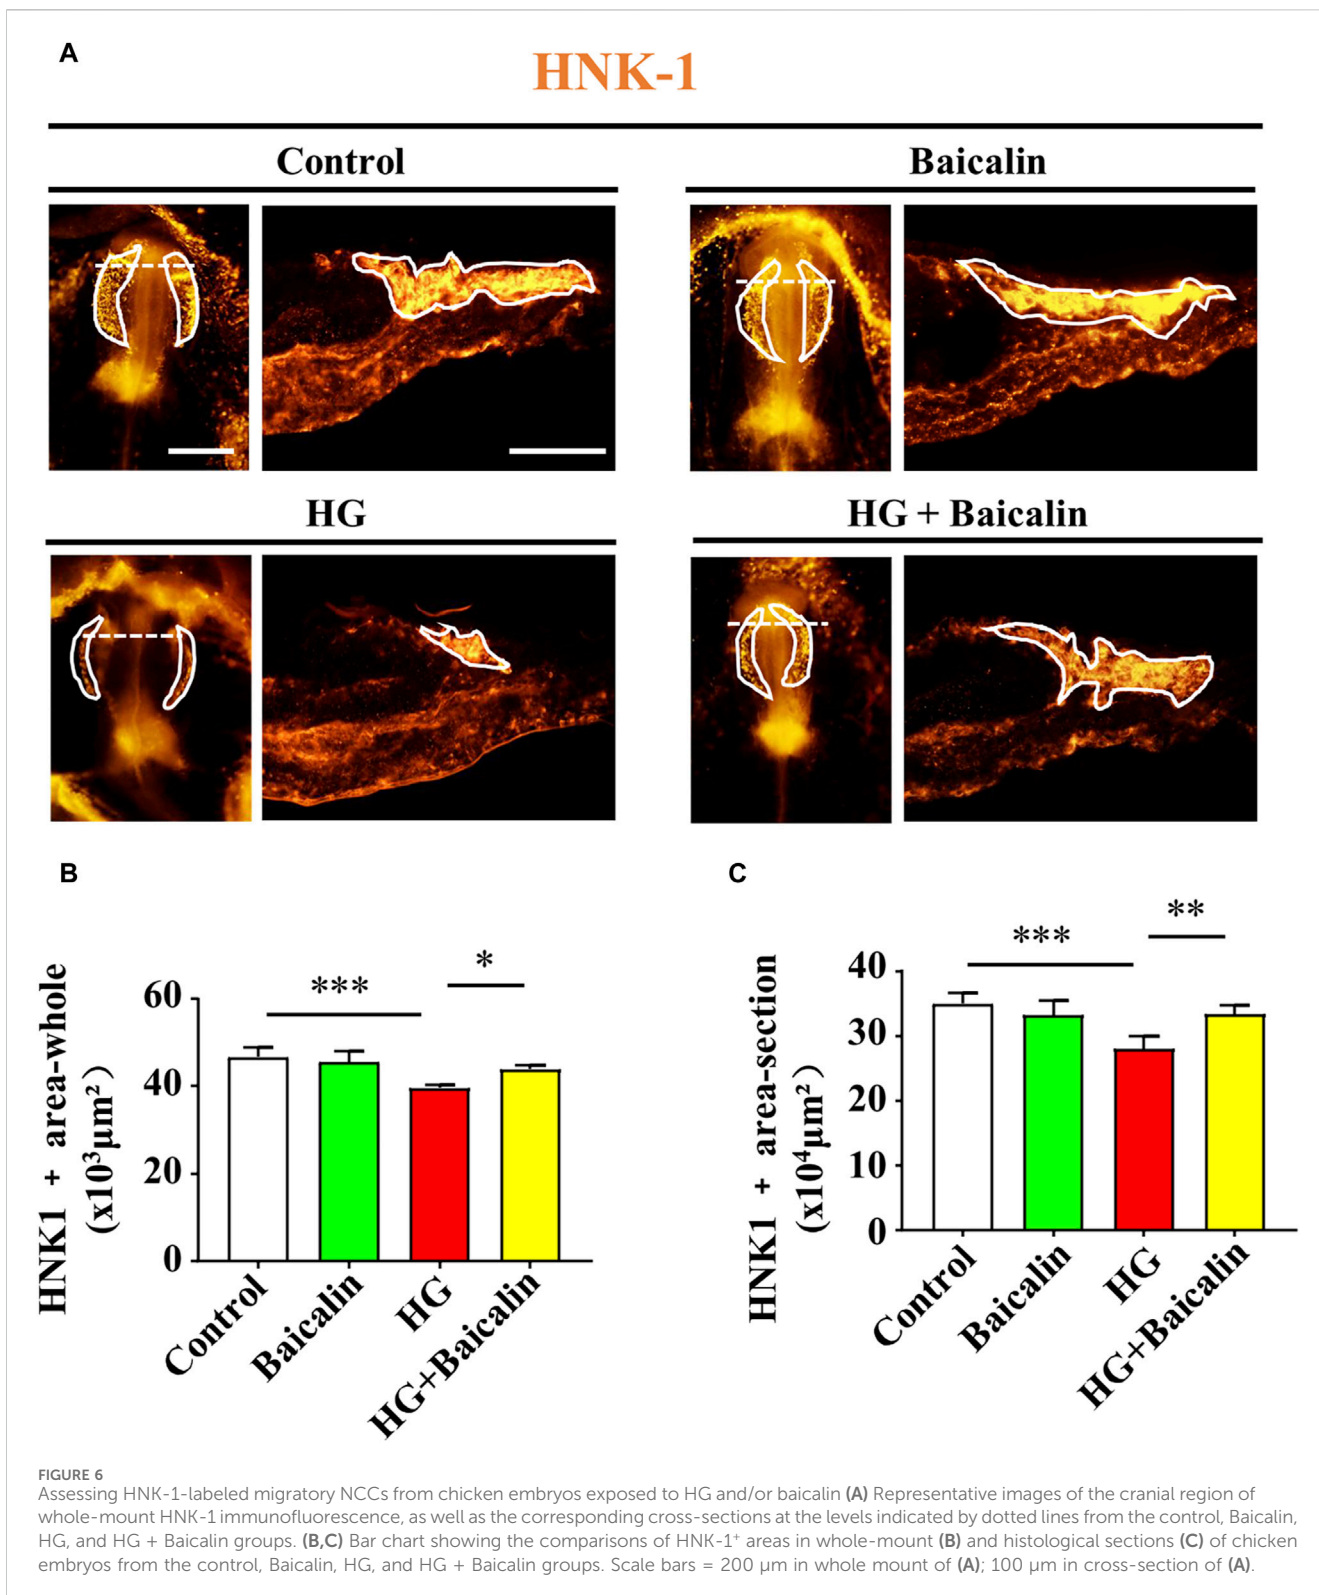 A
HNK-1
Control
Baicalin
HG
HG + Baicalin
B
HNK1 + area-whole
(x10³µm²)
60
40
20
0
***
*
Control
Baicalin
HG
HG+Baicalin
C
HNK1 + area-section
(x10⁴µm²)
40
30
20
10
0
***
**
Control
Baicalin
HG
HG+Baicalin
FIGURE 6
Assessing HNK-1-labeled migratory NCCs from chicken embryos exposed to HG and/or baicalin (A) Representative images of the cranial region of
whole-mount HNK-1 immunofluorescence, as well as the corresponding cross-sections at the levels indicated by dotted lines from the control, Baicalin,
HG, and HG + Baicalin groups. (B,C) Bar chart showing the comparisons of HNK-1⁺ areas in whole-mount (B) and histological sections (C) of chicken
embryos from the control, Baicalin, HG, and HG + Baicalin groups. Scale bars = 200 µm in whole mount of (A); 100 µm in cross-section of (A).